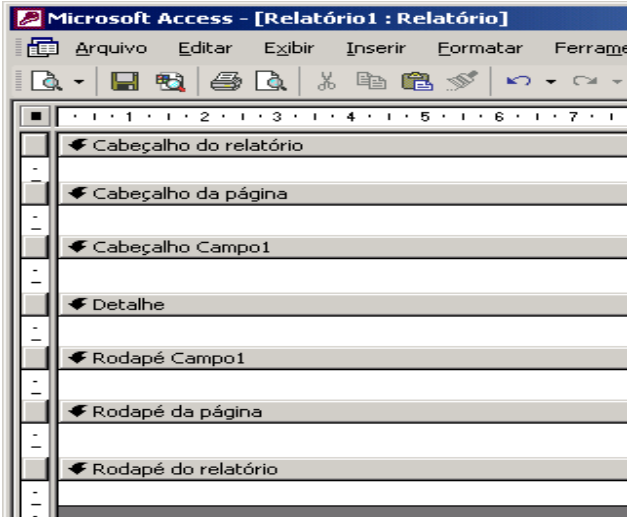 Microsoft Access - [Relatório1 : Relatório]
Arquivo Editar Exibir Inserir Formatar Ferrame
1 2 3 4 5 6 7
Cabeçalho do relatório
Cabeçalho da página
Cabeçalho Campo1
Detalhe
Rodapé Campo1
Rodapé da página
Rodapé do relatório